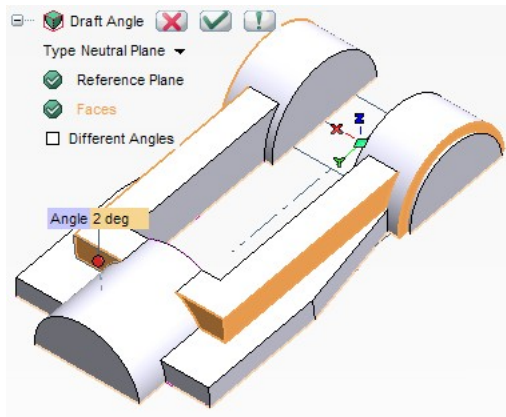 Draft Angle
Type Neutral Plane
Reference Plane
Faces
Different Angles
Z
X
Y
Angle 2 deg